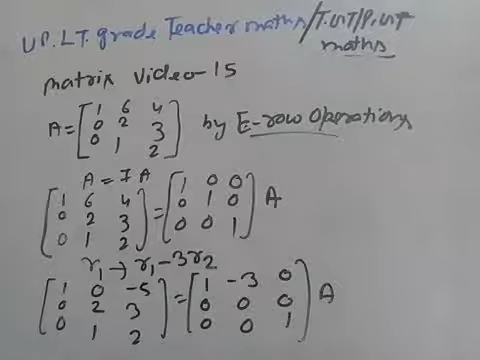 UP. LT. grade Teacher maths/T.G.T/P.G.T
maths
matrix video-15
A = [1 6 4
0 2 3
0 1 2] by E-row operations
A = I A
[1 6 4
0 2 3
0 1 2] = [1 0 0
0 1 0
0 0 1] A
r1 → r1 - 3r2
[1 0 -5
0 2 3
0 1 2] = [1 -3 0
0 0 0
0 0 1] A